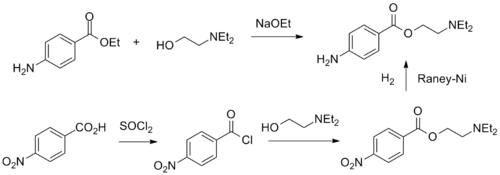 O
OEt
H₂N
+
HO
NEt₂
NaOEt
O
O
NEt₂
H₂N
H₂ Raney-Ni
CO₂H
O₂N
SOCl₂
O
Cl
O₂N
HO
NEt₂
O
O
NEt₂
O₂N